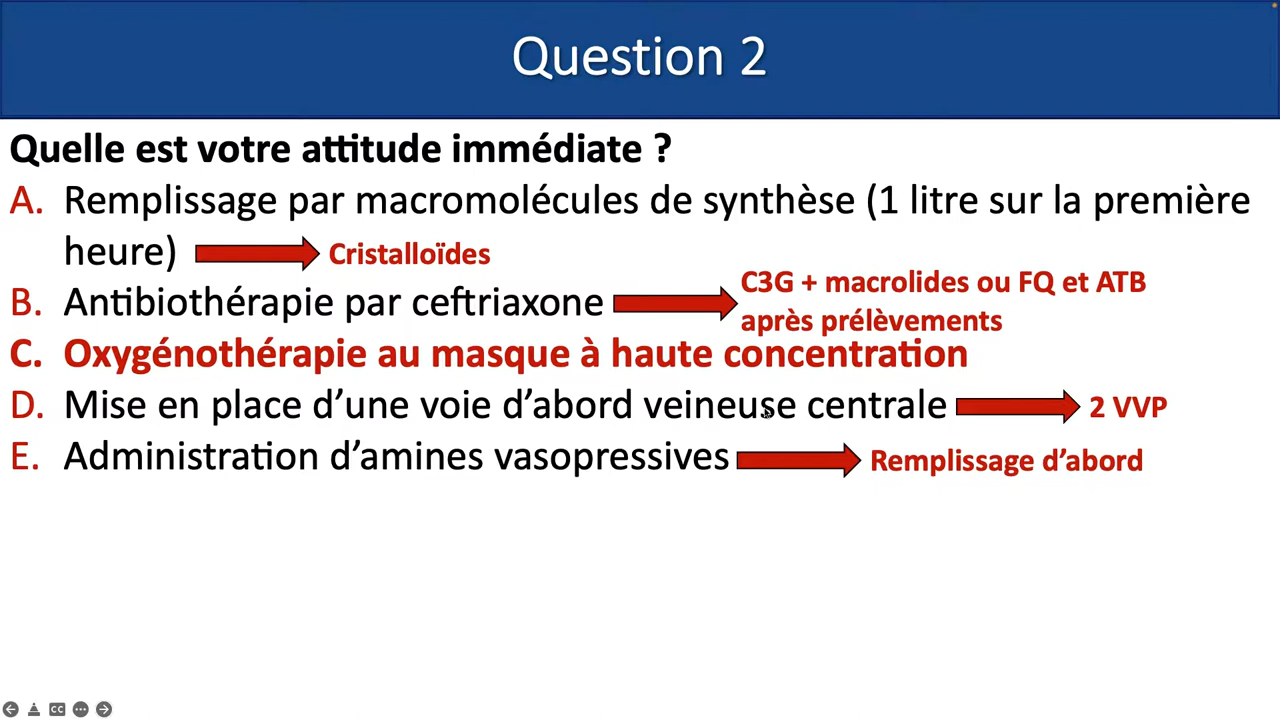 Question 2
Quelle est votre attitude immédiate ?
A. Remplissage par macromolécules de synthèse (1 litre sur la première
heure) Cristalloïdes
B. Antibiothérapie par ceftriaxone C3G + macrolides ou FQ et ATB
après prélèvements
C. Oxygénothérapie au masque à haute concentration
D. Mise en place d’une voie d’abord veineuse centrale 2 VVP
E. Administration d’amines vasopressives Remplissage d’abord
CC